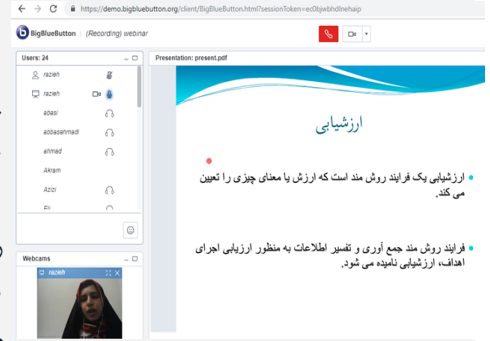 https://demo.bigbluebutton.org/client/BigBlueButton.html?sessionToken=ec0bjwbhdlnehaip
BigBlueButton (Recording) webinar
Users: 24
razieh
razieh
abasi
abbasahmadi
ahmad
Akram
Azizi
Webcams
razieh
Presentation: present.pdf
ارزشیابی
ارزشیابی یک فرایند روش مند است که ارزش یا معنای چیزی را تعیین
می کند.
فرایند روش مند جمع آوری و تفسیر اطلاعات به منظور ارزیابی اجرای
اهداف، ارزشیابی نامیده می شود.